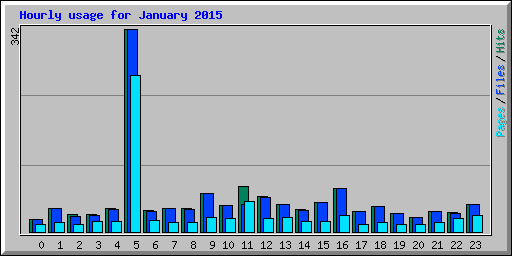 Hourly usage for January 2015
342
Pages / Files / Hits
0 1 2 3 4 5 6 7 8 9 10 11 12 13 14 15 16 17 18 19 20 21 22 23